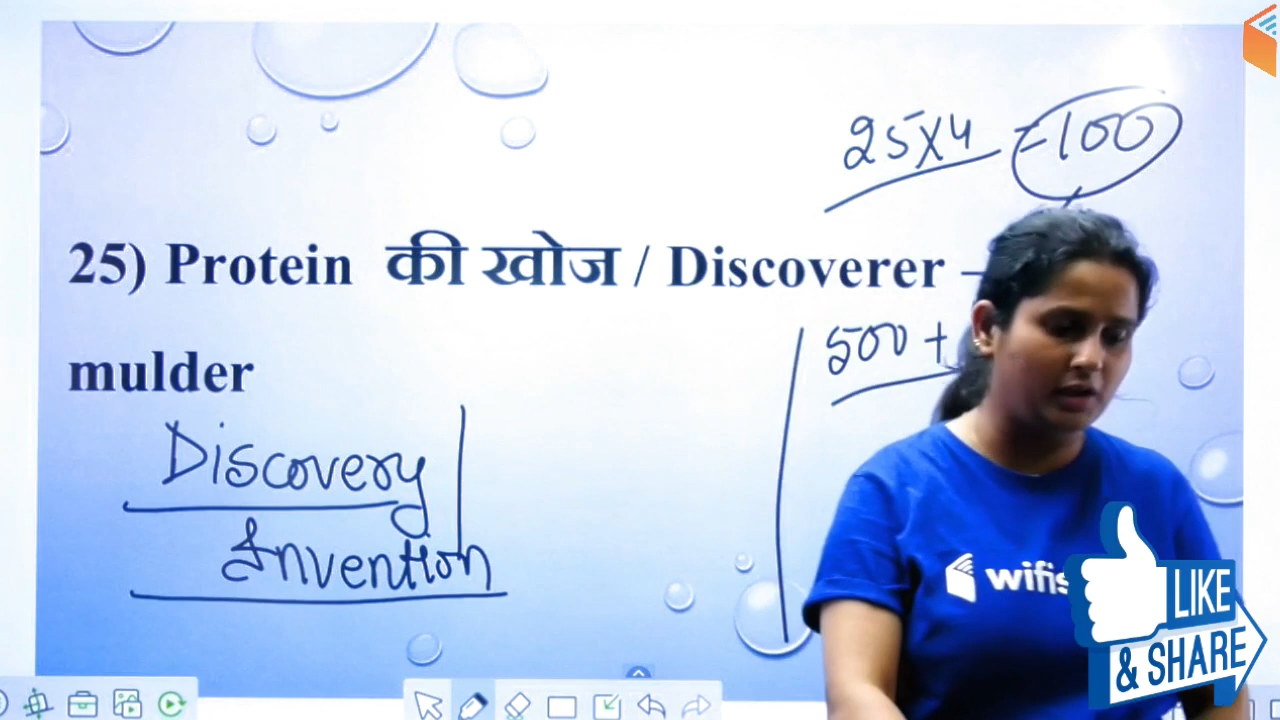 25X4 =100
25) Protein की खोज / Discoverer –
500+
mulder
Discovery
Invention
wifis
LIKE
& SHARE